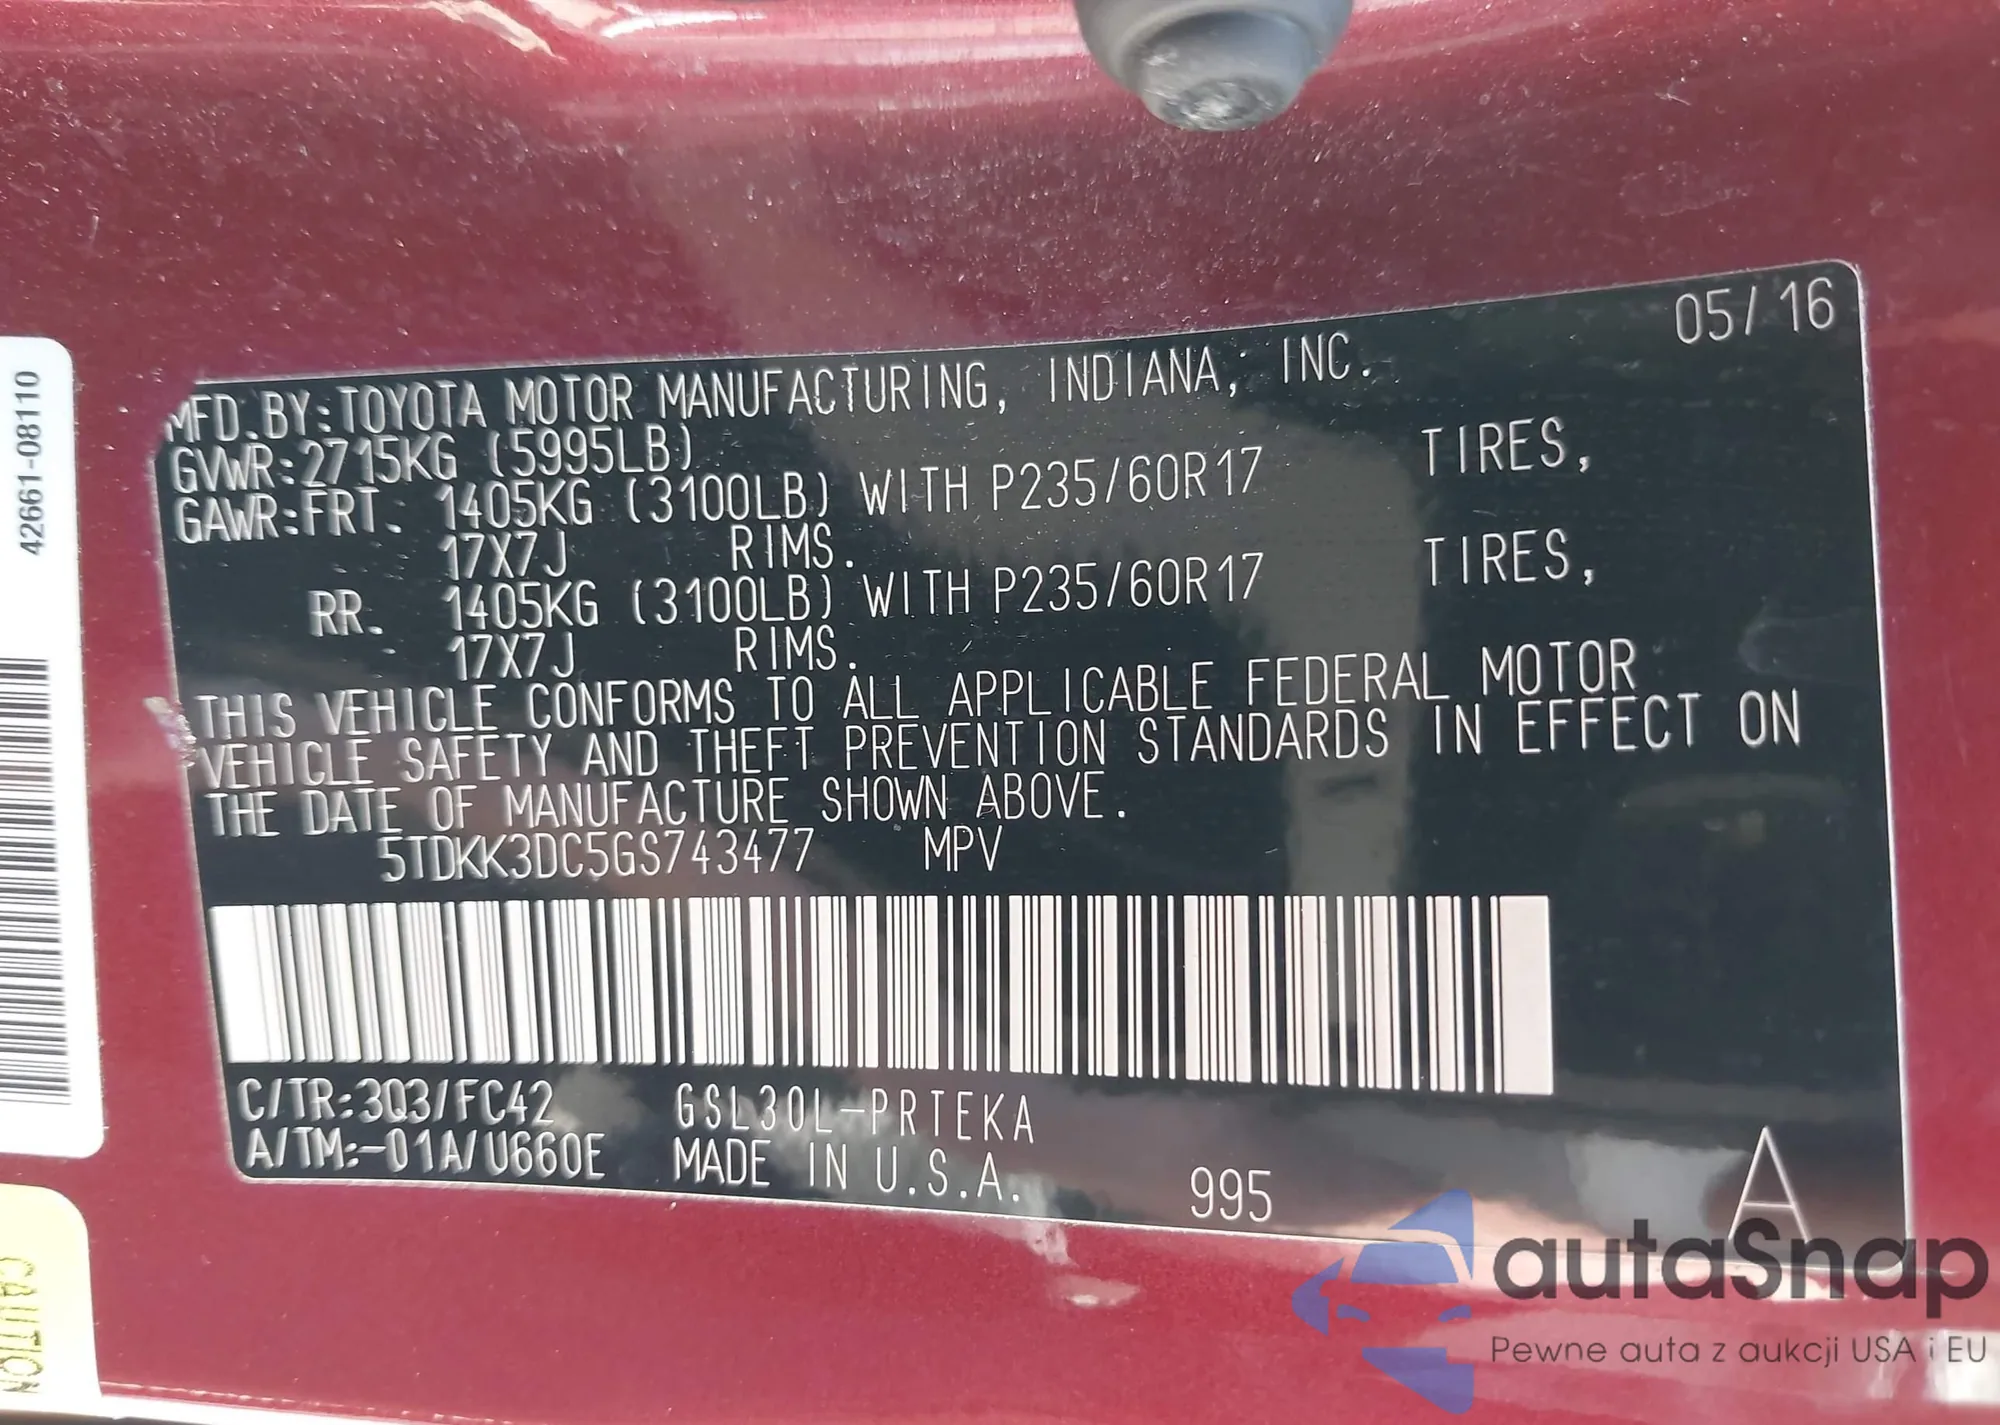 05/16
MFD.BY:TOYOTA MOTOR MANUFACTURING, INDIANA, INC.
GVWR:2715KG (5995LB)
GAWR:FRT. 1405KG (3100LB) WITH P235/60R17 TIRES,
17X7J RIMS.
RR. 1405KG (3100LB) WITH P235/60R17 TIRES,
17X7J RIMS.
THIS VEHICLE CONFORMS TO ALL APPLICABLE FEDERAL MOTOR
VEHICLE SAFETY AND THEFT PREVENTION STANDARDS IN EFFECT ON
THE DATE OF MANUFACTURE SHOWN ABOVE.
5TDKK3DC5GS743477 MPV
C/TR:3Q3/FC42 GSL30L-PRTEKA
A/TM:-01A/U660E MADE IN U.S.A. 995 A
42661-08110
CAUTION
autaSnap
Pewne auta z aukcji USA i EU